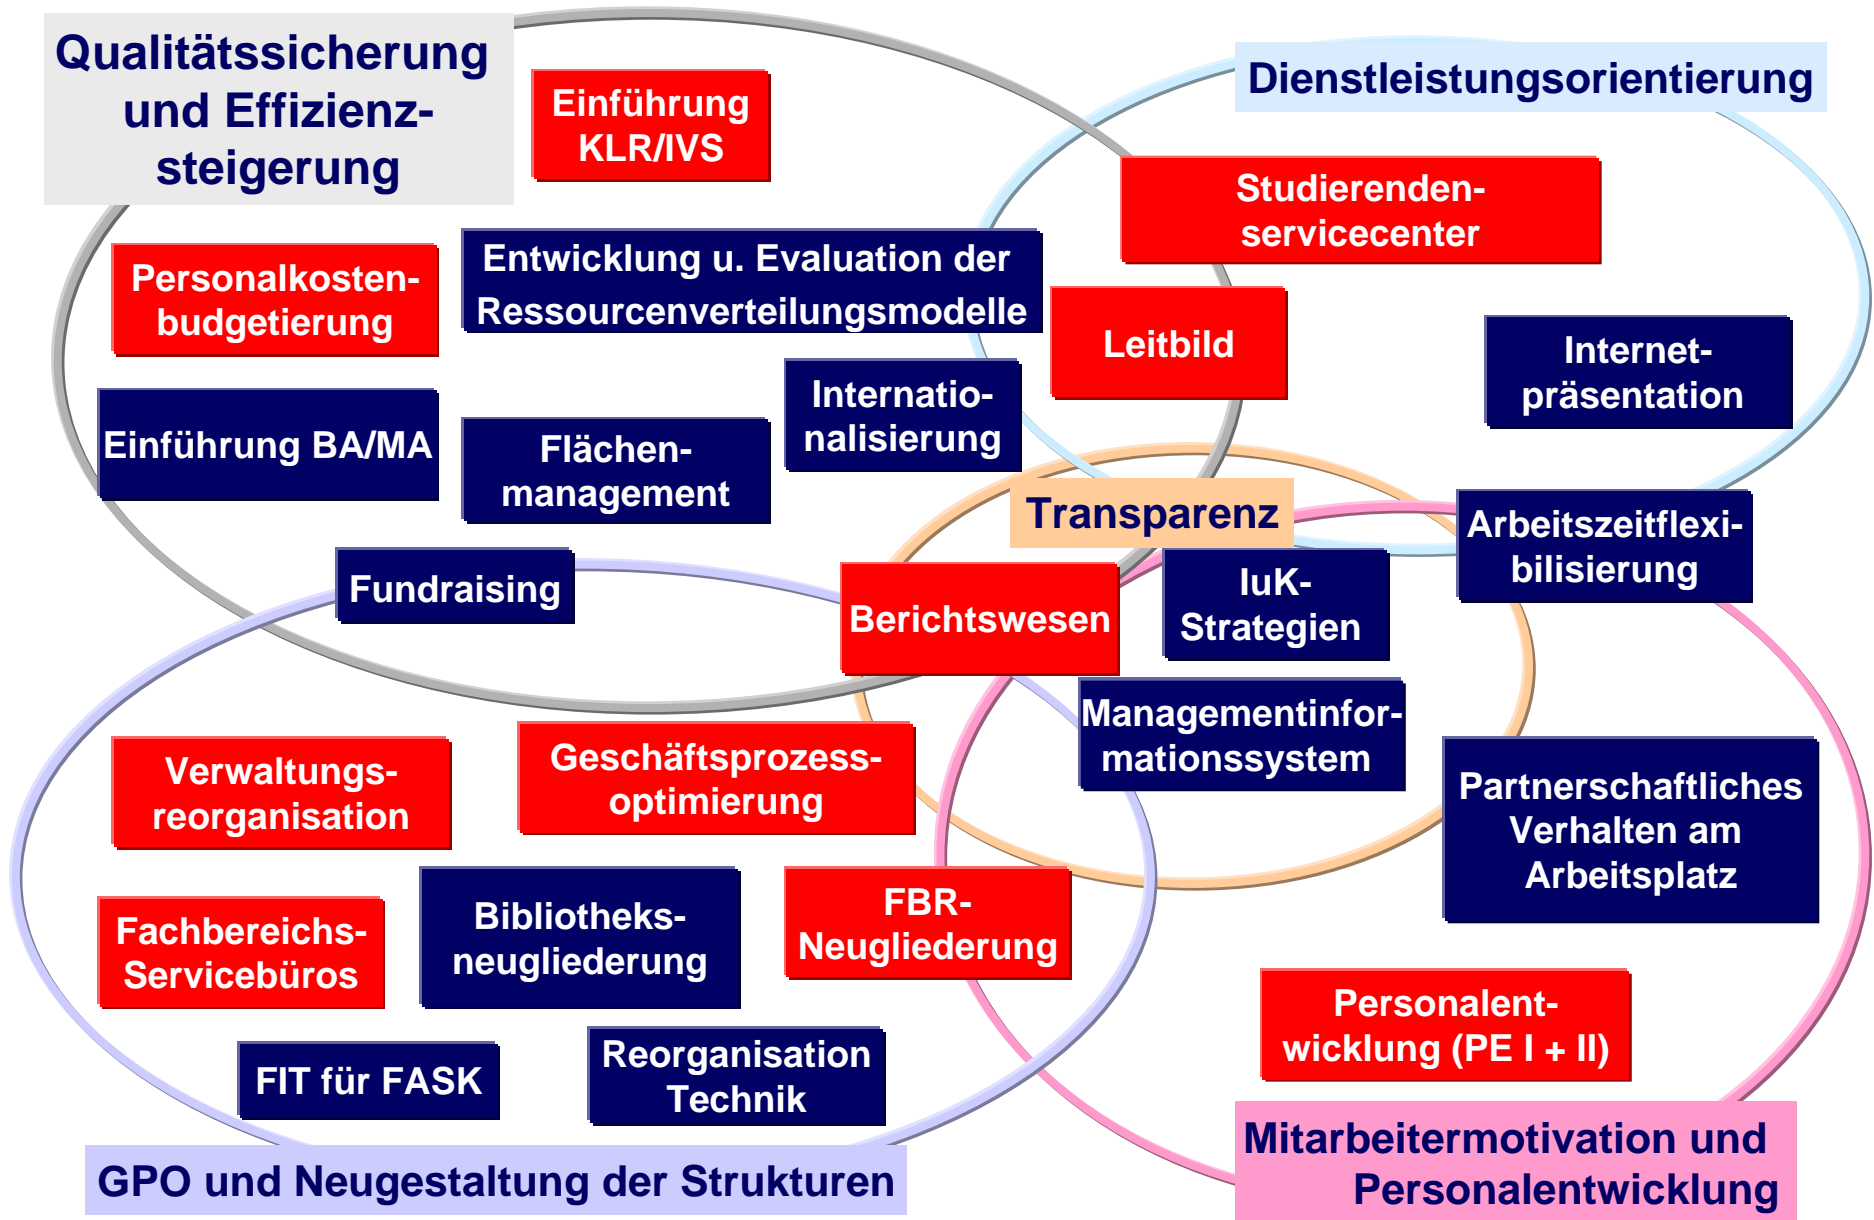 Qualitätssicherung
und Effizienz-
steigerung
Einführung
KLR/IVS
Dienstleistungsorientierung
Studierenden-
servicecenter
Personalkosten-
budgetierung
Entwicklung u. Evaluation der
Ressourcenverteilungsmodelle
Leitbild
Internet-
präsentation
Einführung BA/MA
Flächen-
management
Internatio-
nalisierung
Transparenz
Arbeitszeitflexi-
bilisierung
Fundraising
Berichtswesen
IuK-
Strategien
Managementinfor-
mationssystem
Verwaltungs-
reorganisation
Geschäftsprozess-
optimierung
Partnerschaftliches
Verhalten am
Arbeitsplatz
Fachbereichs-
Servicebüros
Bibliotheks-
neugliederung
FBR-
Neugliederung
Personalent-
wicklung (PE I + II)
FIT für FASK
Reorganisation
Technik
GPO und Neugestaltung der Strukturen
Mitarbeitermotivation und
Personalentwicklung